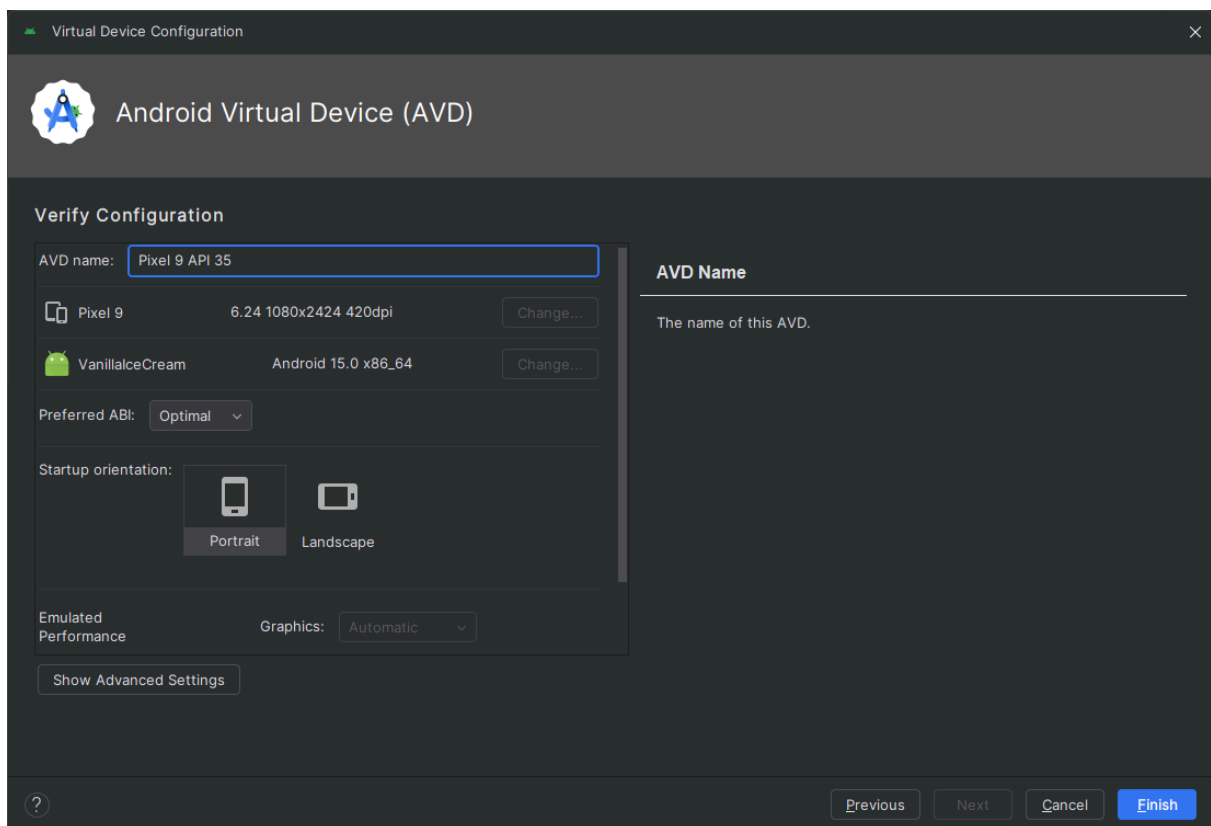 Virtual Device Configuration
Android Virtual Device (AVD)
Verify Configuration
AVD name: Pixel 9 API 35
Pixel 9 6.24 1080x2424 420dpi Change...
VanillaIceCream Android 15.0 x86_64 Change...
Preferred ABI: Optimal
Startup orientation:
Portrait Landscape
Emulated
Performance
Graphics: Automatic
Show Advanced Settings
AVD Name
The name of this AVD.
? Previous Next Cancel Finish